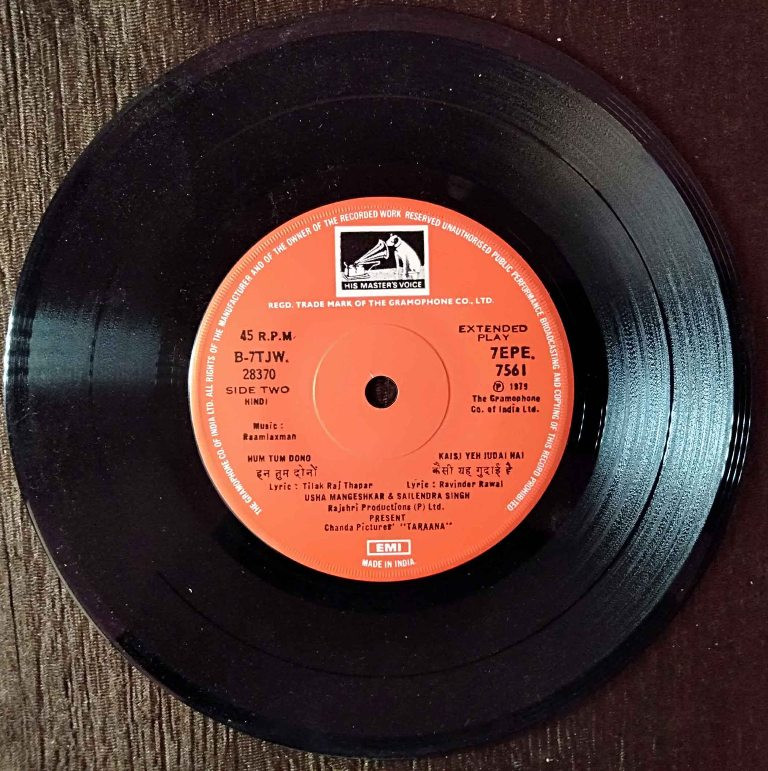 THE GRAMOPHONE CO. OF INDIA LTD. ALL RIGHTS OF THE MANUFACTURER AND OF THE OWNER OF THE RECORDED WORK RESERVED UNAUTHORISED PUBLIC PERFORMANCE BROADCASTING AND COPYING OF THIS RECORD PROHIBITED
HIS MASTER'S VOICE
REGD. TRADE MARK OF THE GRAMOPHONE CO., LTD.
45 R.P.M.
B-7TJW.
28370
SIDE TWO
HINDI
EXTENDED
PLAY
7EPE.
7561
Ⓟ 1979
The Gramophone
Co. of India Ltd.
Music :
Raamlaxman
HUM TUM DONO
हन तुम दोनों
Lyric : Tilak Raj Thapar
KAISI YEH JUDAI HAI
कैसी यह गुदाई है
Lyric : Ravinder Rawal
USHA MANGESHKAR & SAILENDRA SINGH
Rajshri Productions (P) Ltd.
PRESENT
Chanda Pictures' "TARAANA"
EMI
MADE IN INDIA